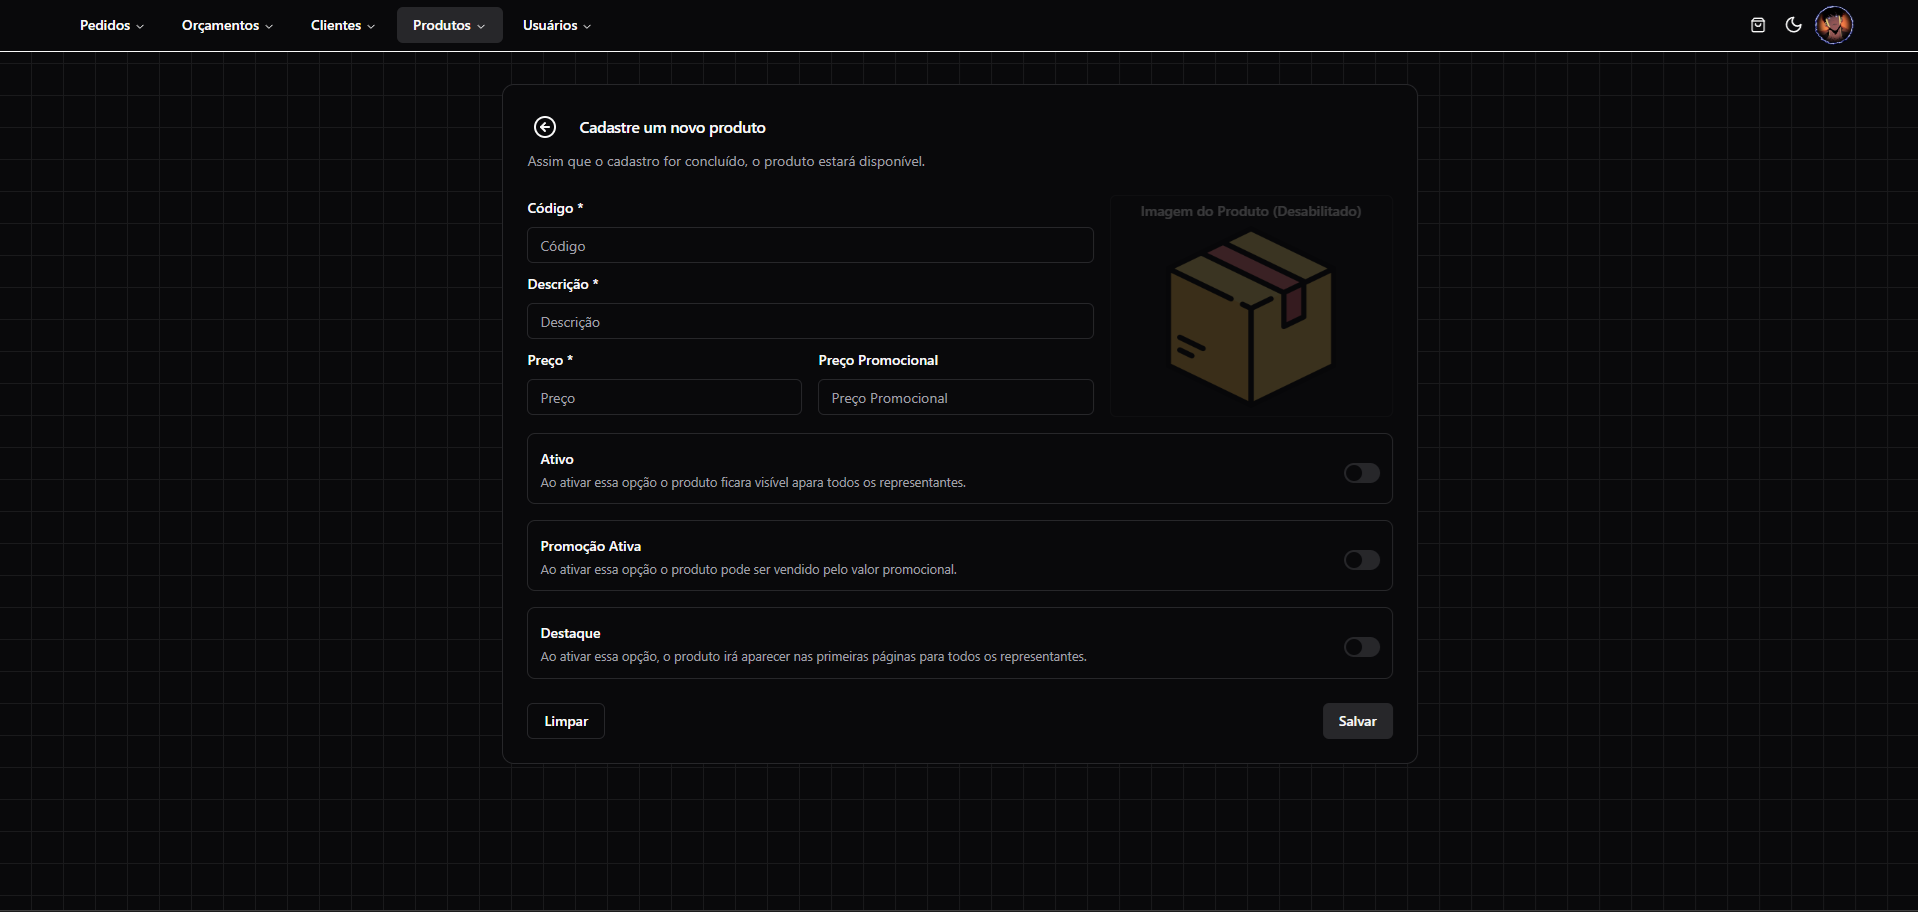 Pedidos Orçamentos Clientes Produtos Usuários
Cadastre um novo produto
Assim que o cadastro for concluído, o produto estará disponível.
Código *
Código
Imagem do Produto (Desabilitado)
Descrição *
Descrição
Preço * Preço Promocional
Preço Preço Promocional
Ativo
Ao ativar essa opção o produto ficara visível apara todos os representantes.
Promoção Ativa
Ao ativar essa opção o produto pode ser vendido pelo valor promocional.
Destaque
Ao ativar essa opção, o produto irá aparecer nas primeiras páginas para todos os representantes.
Limpar Salvar